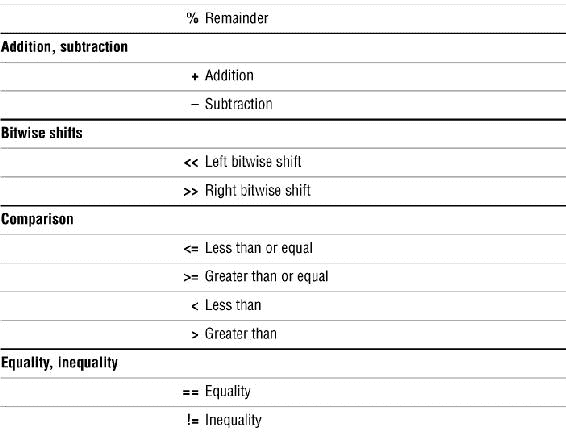 % Remainder
Addition, subtraction
+ Addition
– Subtraction
Bitwise shifts
<< Left bitwise shift
>> Right bitwise shift
Comparison
<= Less than or equal
>= Greater than or equal
< Less than
> Greater than
Equality, inequality
== Equality
!= Inequality